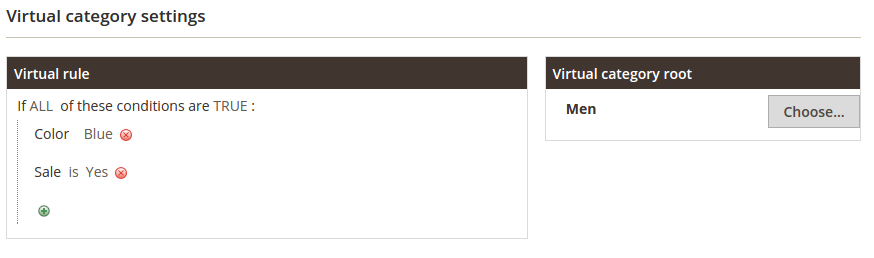 Virtual category settings
Virtual rule
If ALL of these conditions are TRUE :
Color Blue
Sale is Yes
Virtual category root
Men
Choose...